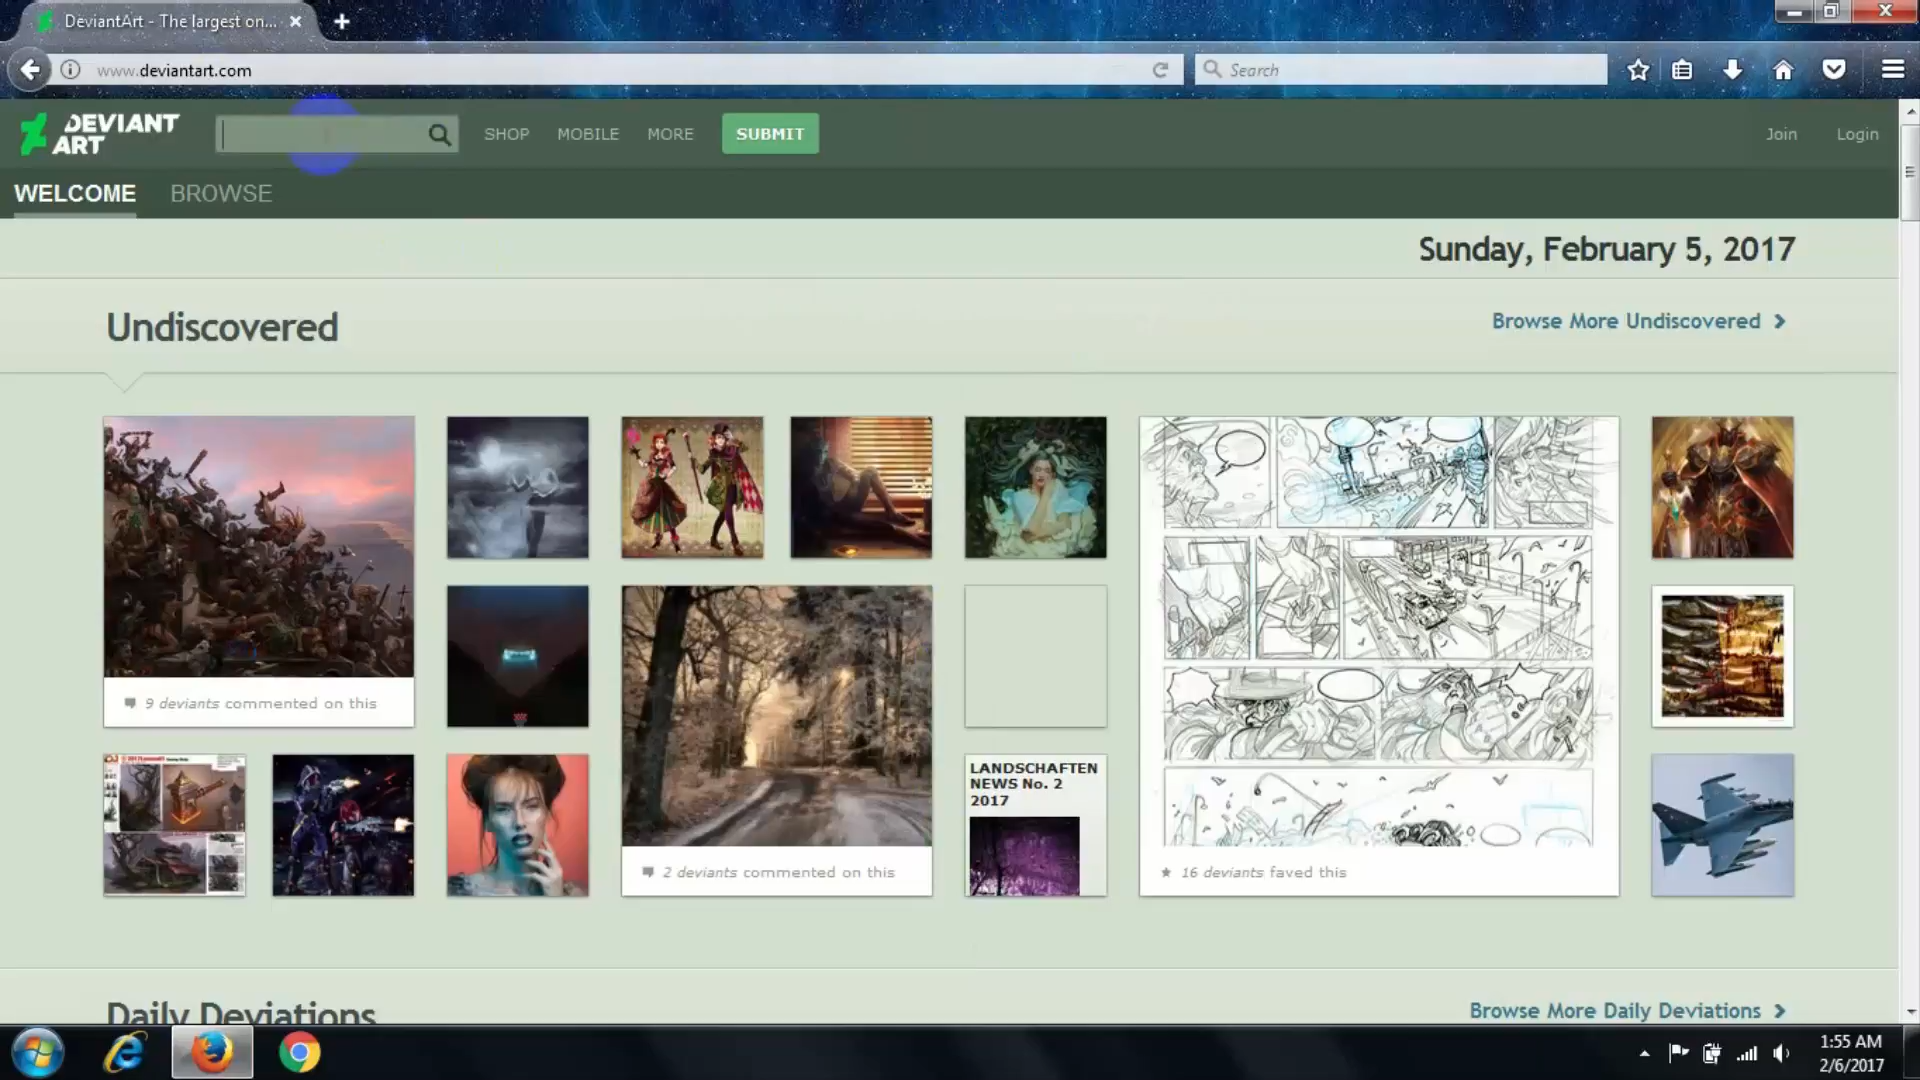 DeviantArt - The largest on...
www.deviantart.com
Search
DEVIANT
ART
SHOP
MOBILE
MORE
SUBMIT
Join
Login
WELCOME
BROWSE
Sunday, February 5, 2017
Undiscovered
Browse More Undiscovered
9 deviants commented on this
LANDSCHAFTEN
NEWS No. 2
2017
2 deviants commented on this
16 deviants faved this
Daily Deviations
Browse More Daily Deviations
1:55 AM
2/6/2017